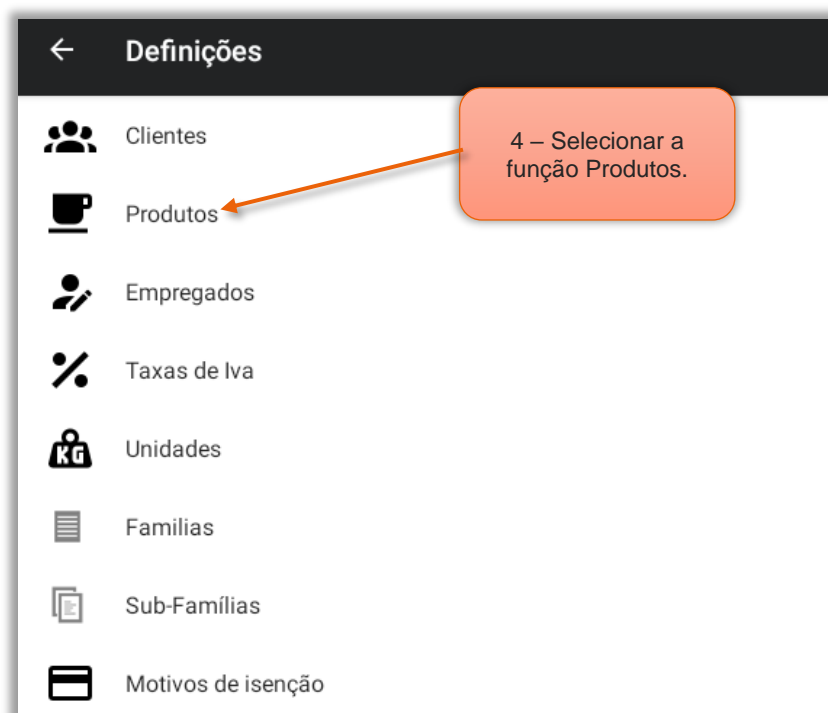 Definições
Clientes
4 – Selecionar a
função Produtos.
Produtos
Empregados
Taxas de Iva
KG
Unidades
Familias
Sub-Famílias
Motivos de isenção